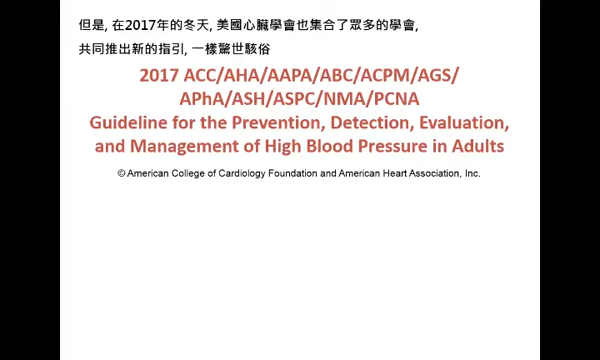 但是, 在2017年的冬天, 美國心臟學會也集合了眾多的學會,
共同推出新的指引, 一樣驚世駭俗
2017 ACC/AHA/AAPA/ABC/ACPM/AGS/
APhA/ASH/ASPC/NMA/PCNA
Guideline for the Prevention, Detection, Evaluation,
and Management of High Blood Pressure in Adults
© American College of Cardiology Foundation and American Heart Association, Inc.